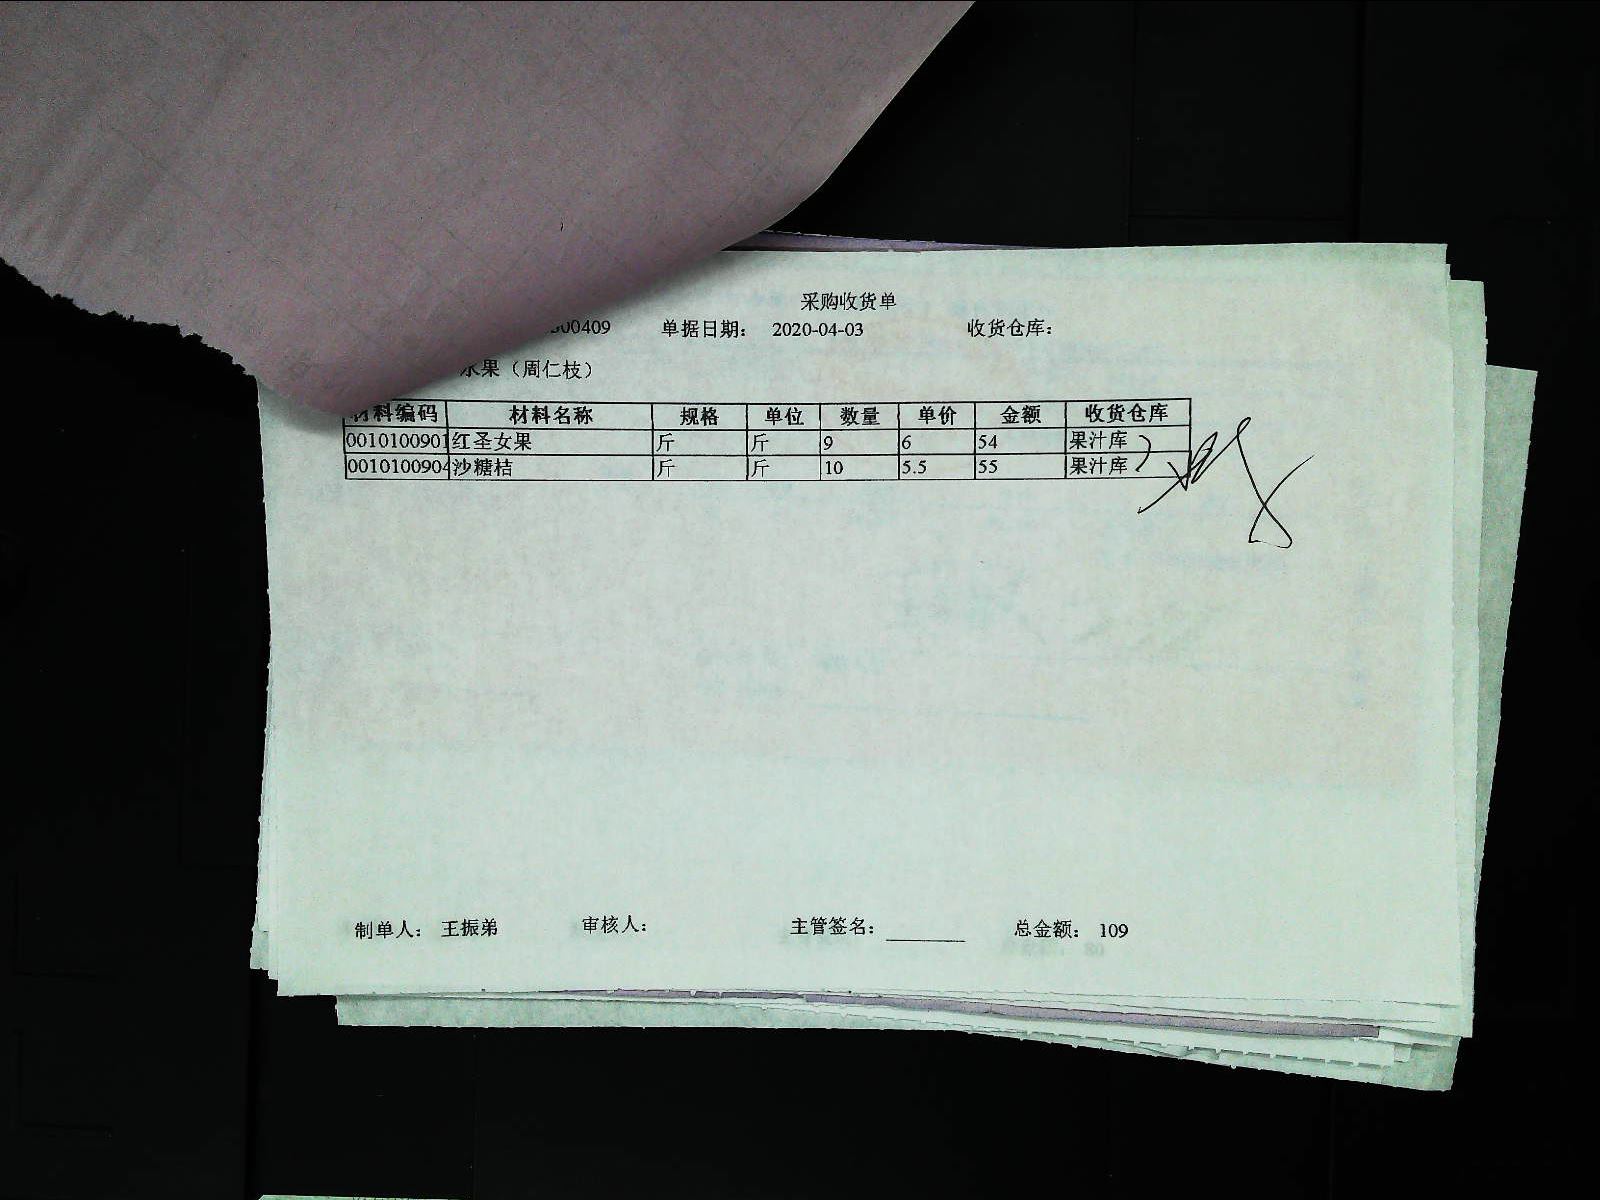 采购收货单
00409 单据日期: 2020-04-03 收货仓库:
水果（周仁枝）
材料编码 材料名称 规格 单位 数量 单价 金额 收货仓库
0010100901 红圣女果 斤 斤 9 6 54 果汁库
001010090 沙糖桔 斤 斤 10 5.5 55 果汁库
制单人: 王振弟 审核人: 主管签名: 总金额: 109